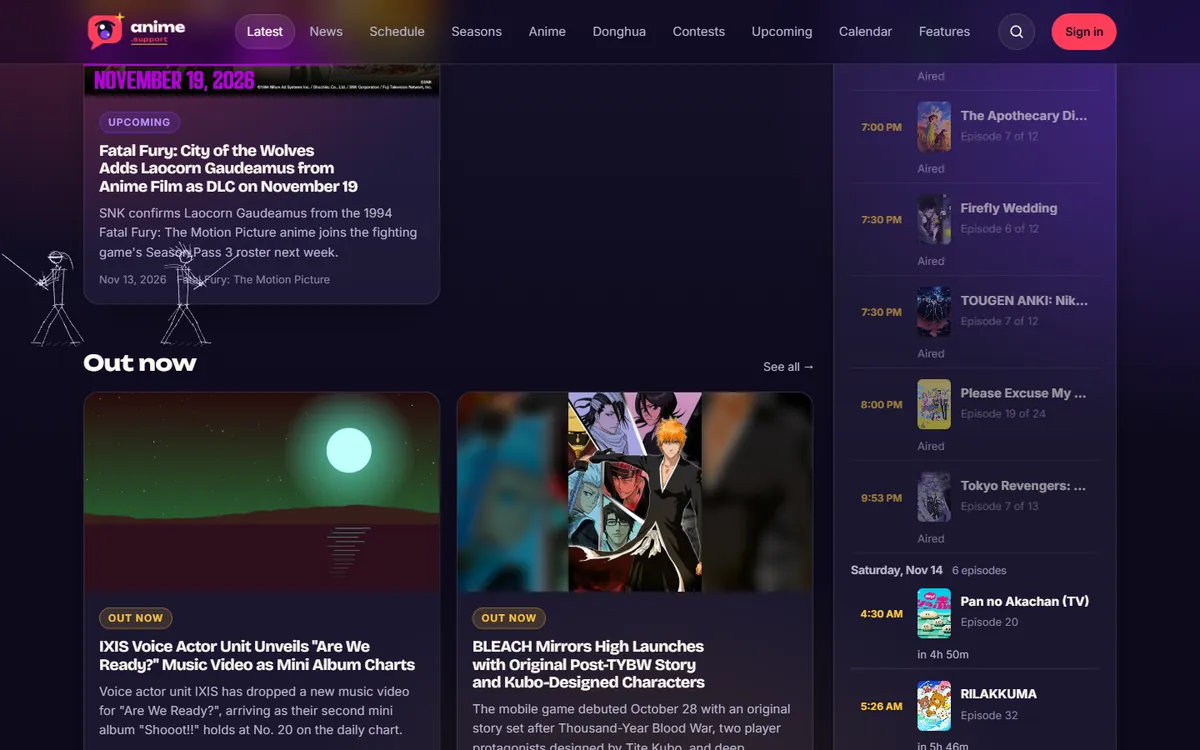 anime
.support
Latest
News
Schedule
Seasons
Anime
Donghua
Contests
Upcoming
Calendar
Features
Sign in
NOVEMBER 19, 2026
UPCOMING
Fatal Fury: City of the Wolves
Adds Laocorn Gaudeamus from
Anime Film as DLC on November 19
SNK confirms Laocorn Gaudeamus from the 1994
Fatal Fury: The Motion Picture anime joins the fighting
game's Season Pass 3 roster next week.
Nov 13, 2026 Fatal Fury: The Motion Picture
Out now
See all →
OUT NOW
IXIS Voice Actor Unit Unveils "Are We
Ready?" Music Video as Mini Album Charts
Voice actor unit IXIS has dropped a new music video
for "Are We Ready?", arriving as their second mini
album "Shooot!!" holds at No. 20 on the daily chart.
OUT NOW
BLEACH Mirrors High Launches
with Original Post-TYBW Story
and Kubo-Designed Characters
The mobile game debuted October 28 with an original
story set after Thousand-Year Blood War, two player
protagonists designed by Tite Kubo, and deep
Aired
7:00 PM
The Apothecary Di...
Episode 7 of 12
Aired
7:30 PM
Firefly Wedding
Episode 6 of 12
Aired
7:30 PM
TOUGEN ANKI: Nik...
Episode 7 of 12
Aired
8:00 PM
Please Excuse My ...
Episode 19 of 24
Aired
9:53 PM
Tokyo Revengers: ...
Episode 7 of 13
Aired
Saturday, Nov 14 6 episodes
4:30 AM
Pan no Akachan (TV)
Episode 20
in 4h 50m
5:26 AM
RILAKKUMA
Episode 32
in 5h 46m